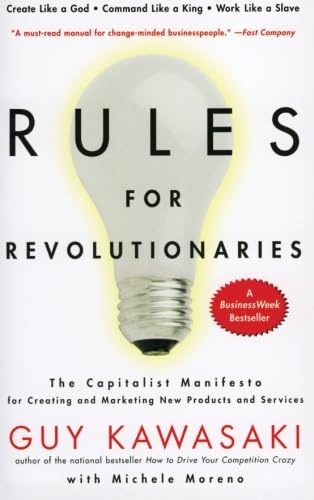 Create Like a God • Command Like a King • Work Like a Slave
"A must-read manual for change-minded businesspeople." —Fast Company
RULES
FOR
REVOLUTIONARIES
A
BusinessWeek
Bestseller
The Capitalist Manifesto
for Creating and Marketing New Products and Services
GUY KAWASAKI
author of the national bestseller How to Drive Your Competition Crazy
with Michele Moreno